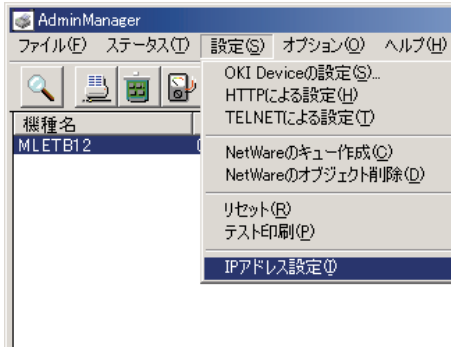 AdminManager
ファイル(F) ステータス(T) 設定(S) オプション(O) ヘルプ(H)
OKI Deviceの設定(S)...
HTTPによる設定(H)
TELNETによる設定(T)
NetWareのキュー作成(C)
NetWareのオブジェクト削除(D)
リセット(R)
テスト印刷(P)
IPアドレス設定(I)
機種名
MLETB12